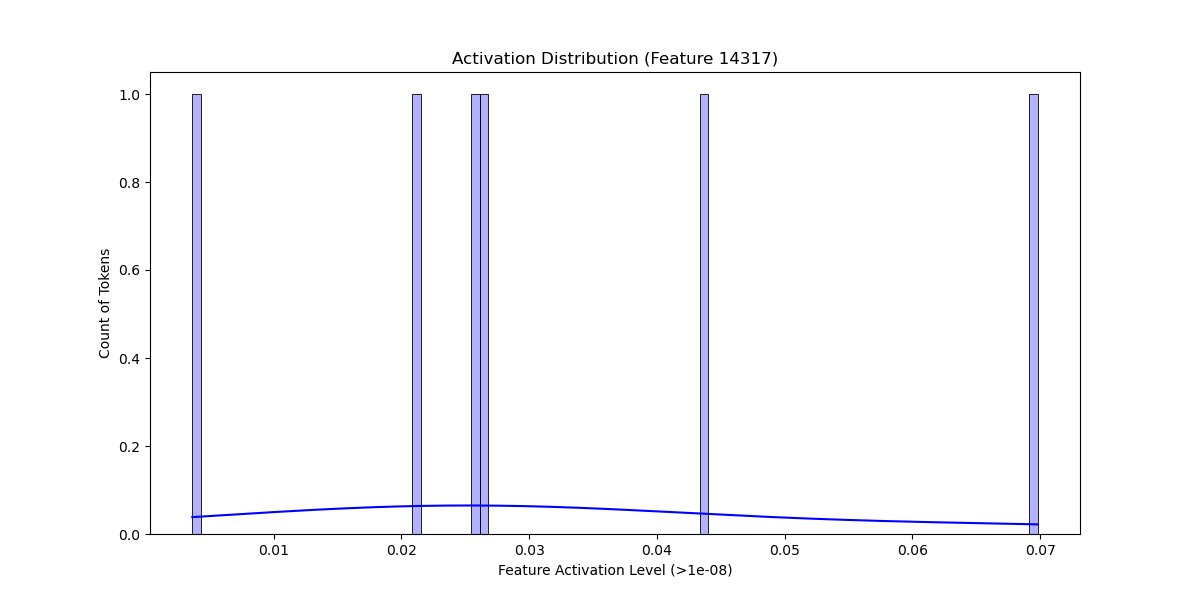 Activation Distribution (Feature 14317)
1.0
0.8
0.6
0.4
0.2
0.0
Count of Tokens
0.01 0.02 0.03 0.04 0.05 0.06 0.07
Feature Activation Level (>1e-08)